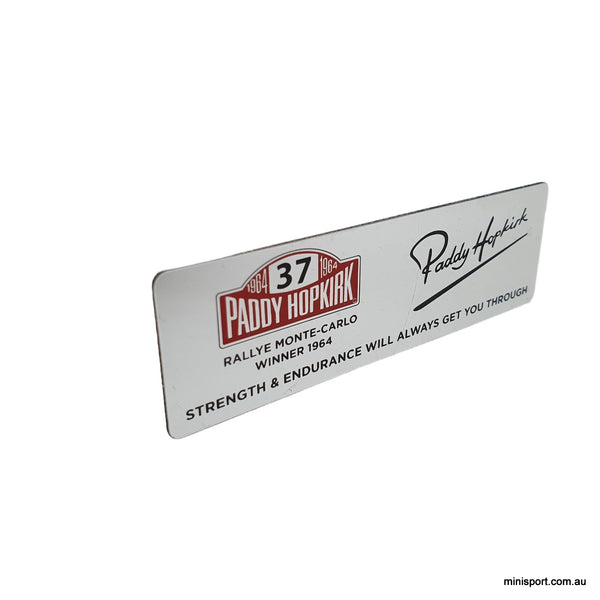 1964 37 1964
PADDY HOPKIRK
RALLYE MONTE-CARLO
WINNER 1964
Paddy Hopkirk
STRENGTH & ENDURANCE WILL ALWAYS GET YOU THROUGH
minisport.com.au